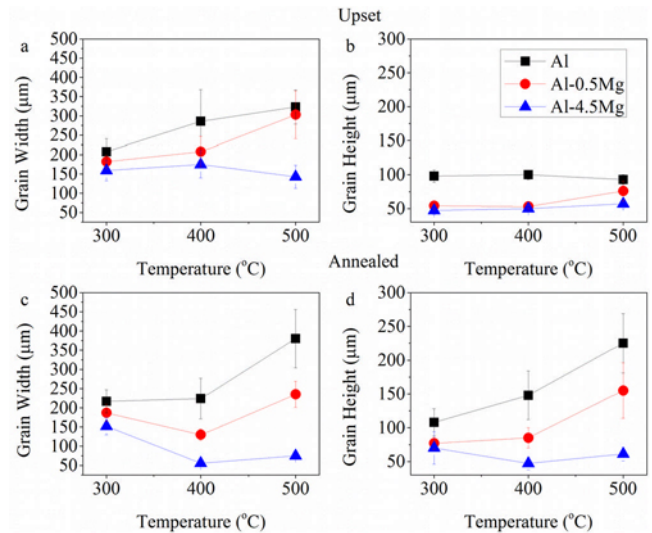 Upset
a
500
450
400
350
300
250
200
150
100
50
Grain Width (μm)
300 400 500
Temperature (°C)
b
300
250
200
150
100
50
Grain Height (μm)
Al
Al-0.5Mg
Al-4.5Mg
300 400 500
Temperature (°C)
Annealed
c
500
450
400
350
300
250
200
150
100
50
Grain Width (μm)
300 400 500
Temperature (°C)
d
300
250
200
150
100
50
Grain Height (μm)
300 400 500
Temperature (°C)